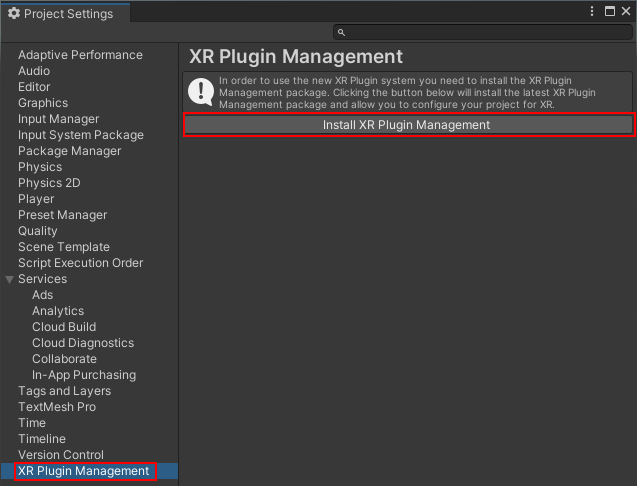 Project Settings
Adaptive Performance
Audio
Editor
Graphics
Input Manager
Input System Package
Package Manager
Physics
Physics 2D
Player
Preset Manager
Quality
Scene Template
Script Execution Order
Services
Ads
Analytics
Cloud Build
Cloud Diagnostics
Collaborate
In-App Purchasing
Tags and Layers
TextMesh Pro
Time
Timeline
Version Control
XR Plugin Management
XR Plugin Management
In order to use the new XR Plugin system you need to install the XR Plugin
Management package. Clicking the button below will install the latest XR Plugin
Management package and allow you to configure your project for XR.
Install XR Plugin Management